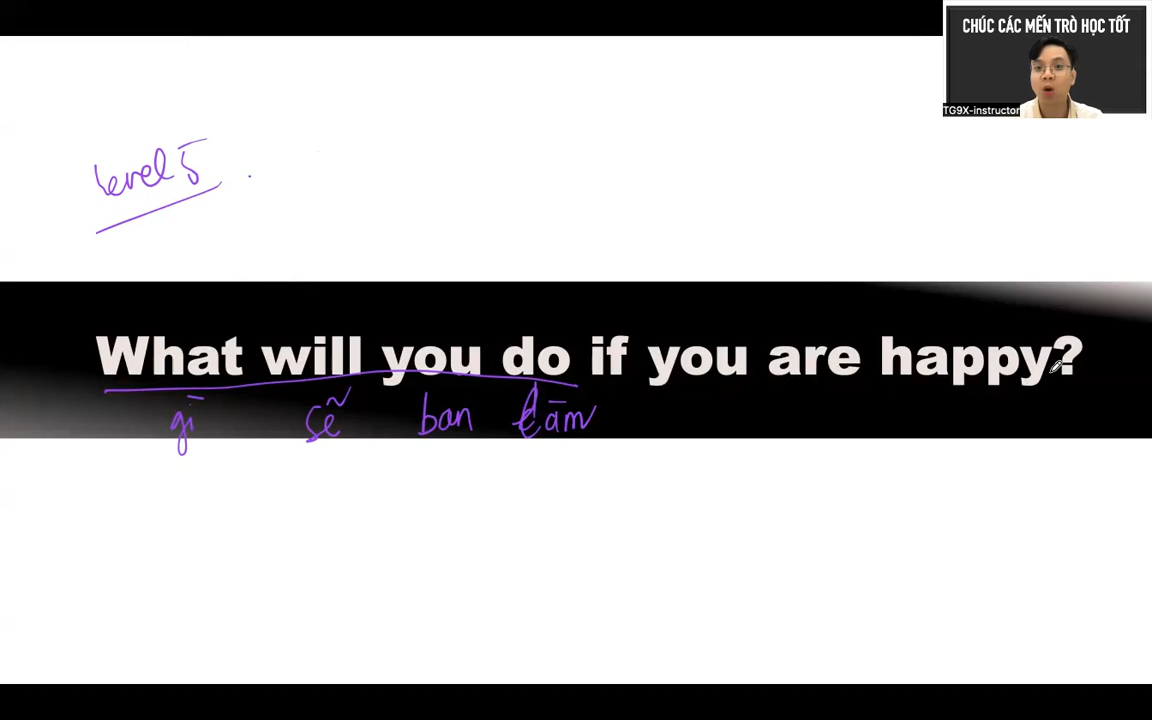 CHÚC CÁC MẾN TRÒ HỌC TỐT
TG9X-instructor
Level 5
What will you do if you are happy?
gì sẽ bạn làm